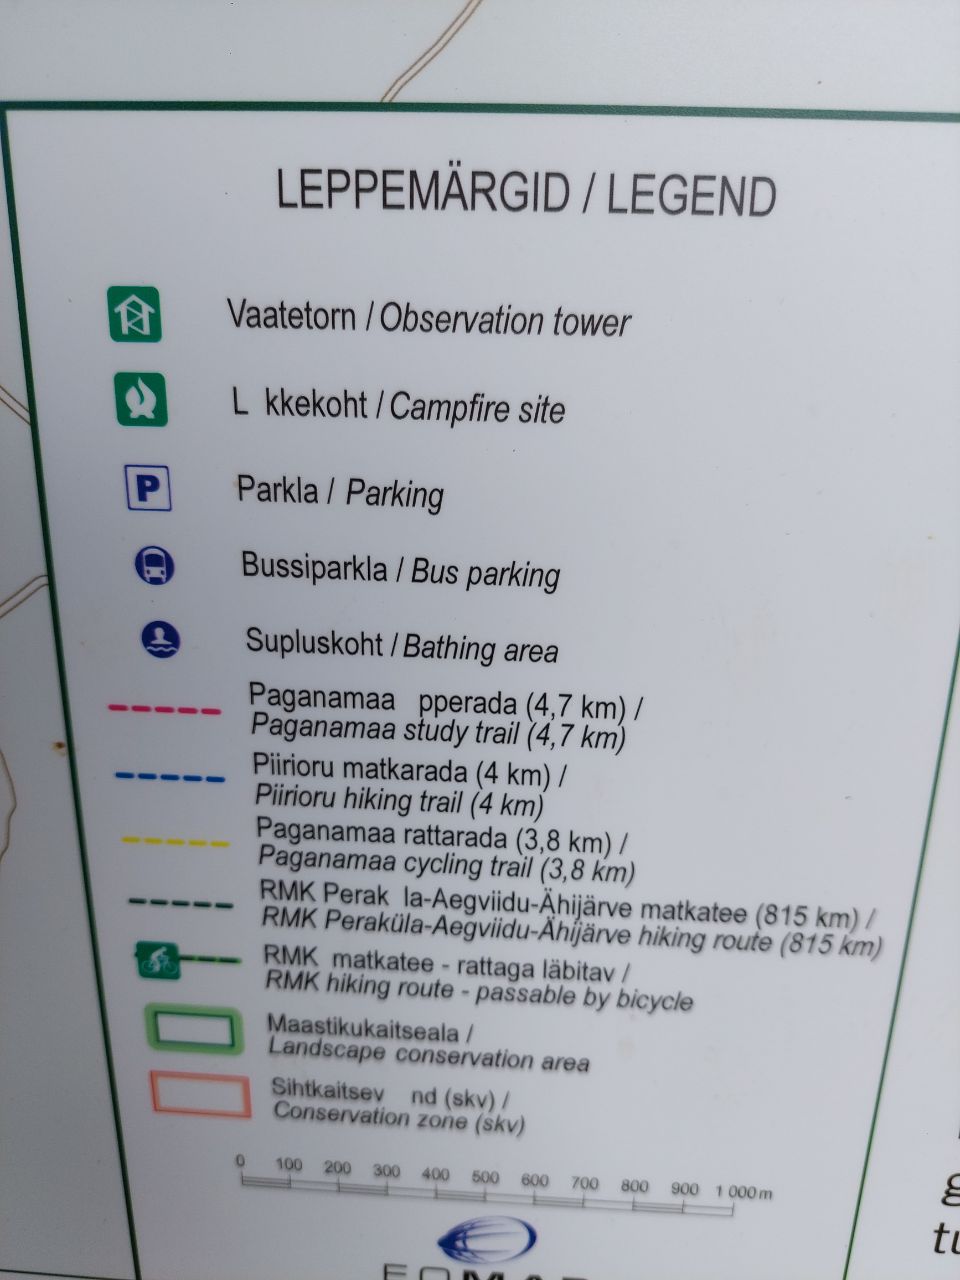 LEPPEMÄRGID / LEGEND
Vaatetorn / Observation tower
L kkekoht / Campfire site
P
Parkla / Parking
Bussiparkla / Bus parking
Supluskoht / Bathing area
Paganamaa pperada (4,7 km) /
Paganamaa study trail (4,7 km)
Piirioru matkarada (4 km) /
Piirioru hiking trail (4 km)
Paganamaa rattarada (3,8 km) /
Paganamaa cycling trail (3,8 km)
RMK Perak la-Aegviidu-Ähijärve matkatee (815 km) /
RMK Peraküla-Aegviidu-Ähijärve hiking route (815 km)
RMK matkatee - rattaga läbitav /
RMK hiking route - passable by bicycle
Maastikukaitseala /
Landscape conservation area
Sihtkaitsev nd (skv) /
Conservation zone (skv)
0 100 200 300 400 500 600 700 800 900 1 000 m